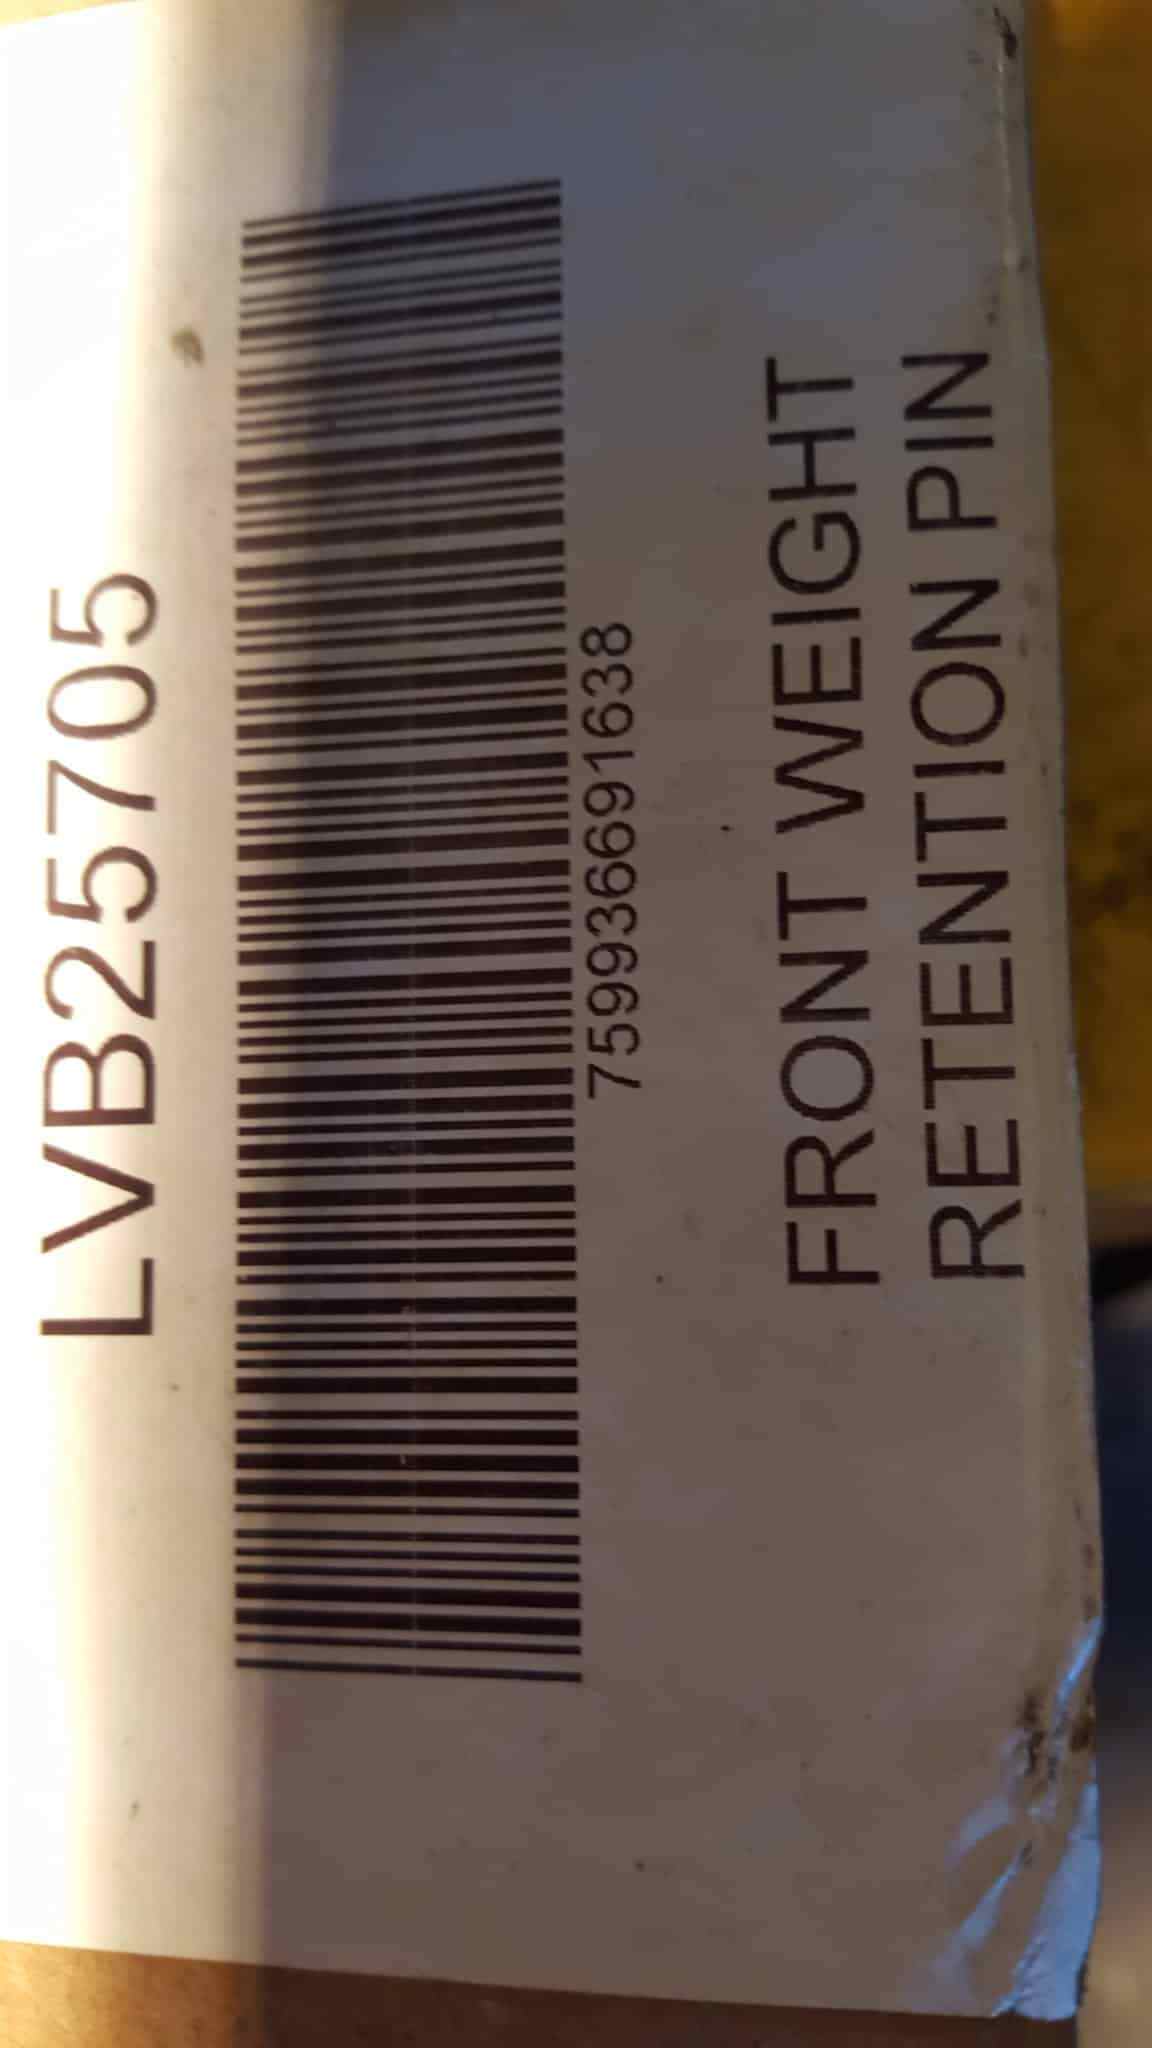 LVB25705
759936691638
FRONT WEIGHT
RETENTION PIN